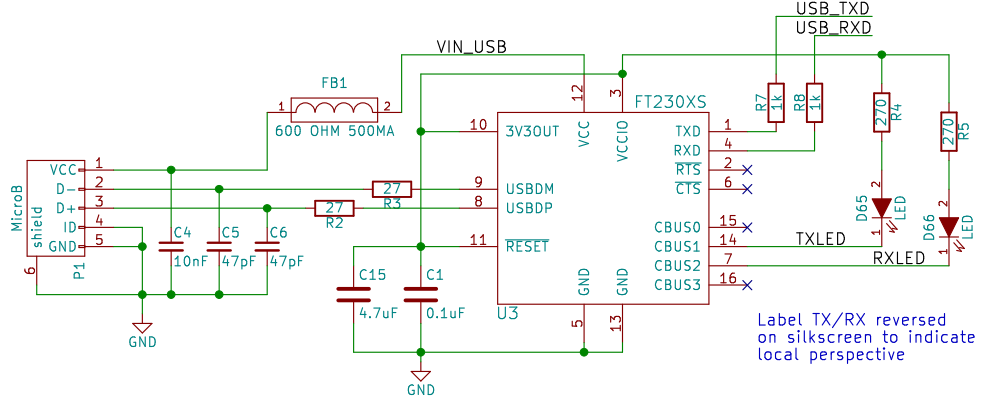 USB_TXD
USB_RXD
VIN_USB
FB1
1
2
600 OHM 500MA
12
3
FT230XS
R7
1k
R8
1k
270
R4
270
R5
10
3V3OUT
VCC
VCCIO
TXD
1
RXD
4
RTS
2
CTS
6
MicroB
shield
VCC
1
D-
2
D+
3
ID
4
GND
5
6
P1
27
R3
27
R2
9
USBDM
8
USBDP
11
RESET
CBUS0
15
CBUS1
14
CBUS2
7
CBUS3
16
2
D65
LED
1
2
D66
LED
1
TXLED
RXLED
C4
10nF
C5
47pF
C6
47pF
C15
4.7uF
C1
0.1uF
GND
GND
U3
5
13
GND
GND
Label TX/RX reversed
on silkscreen to indicate
local perspective